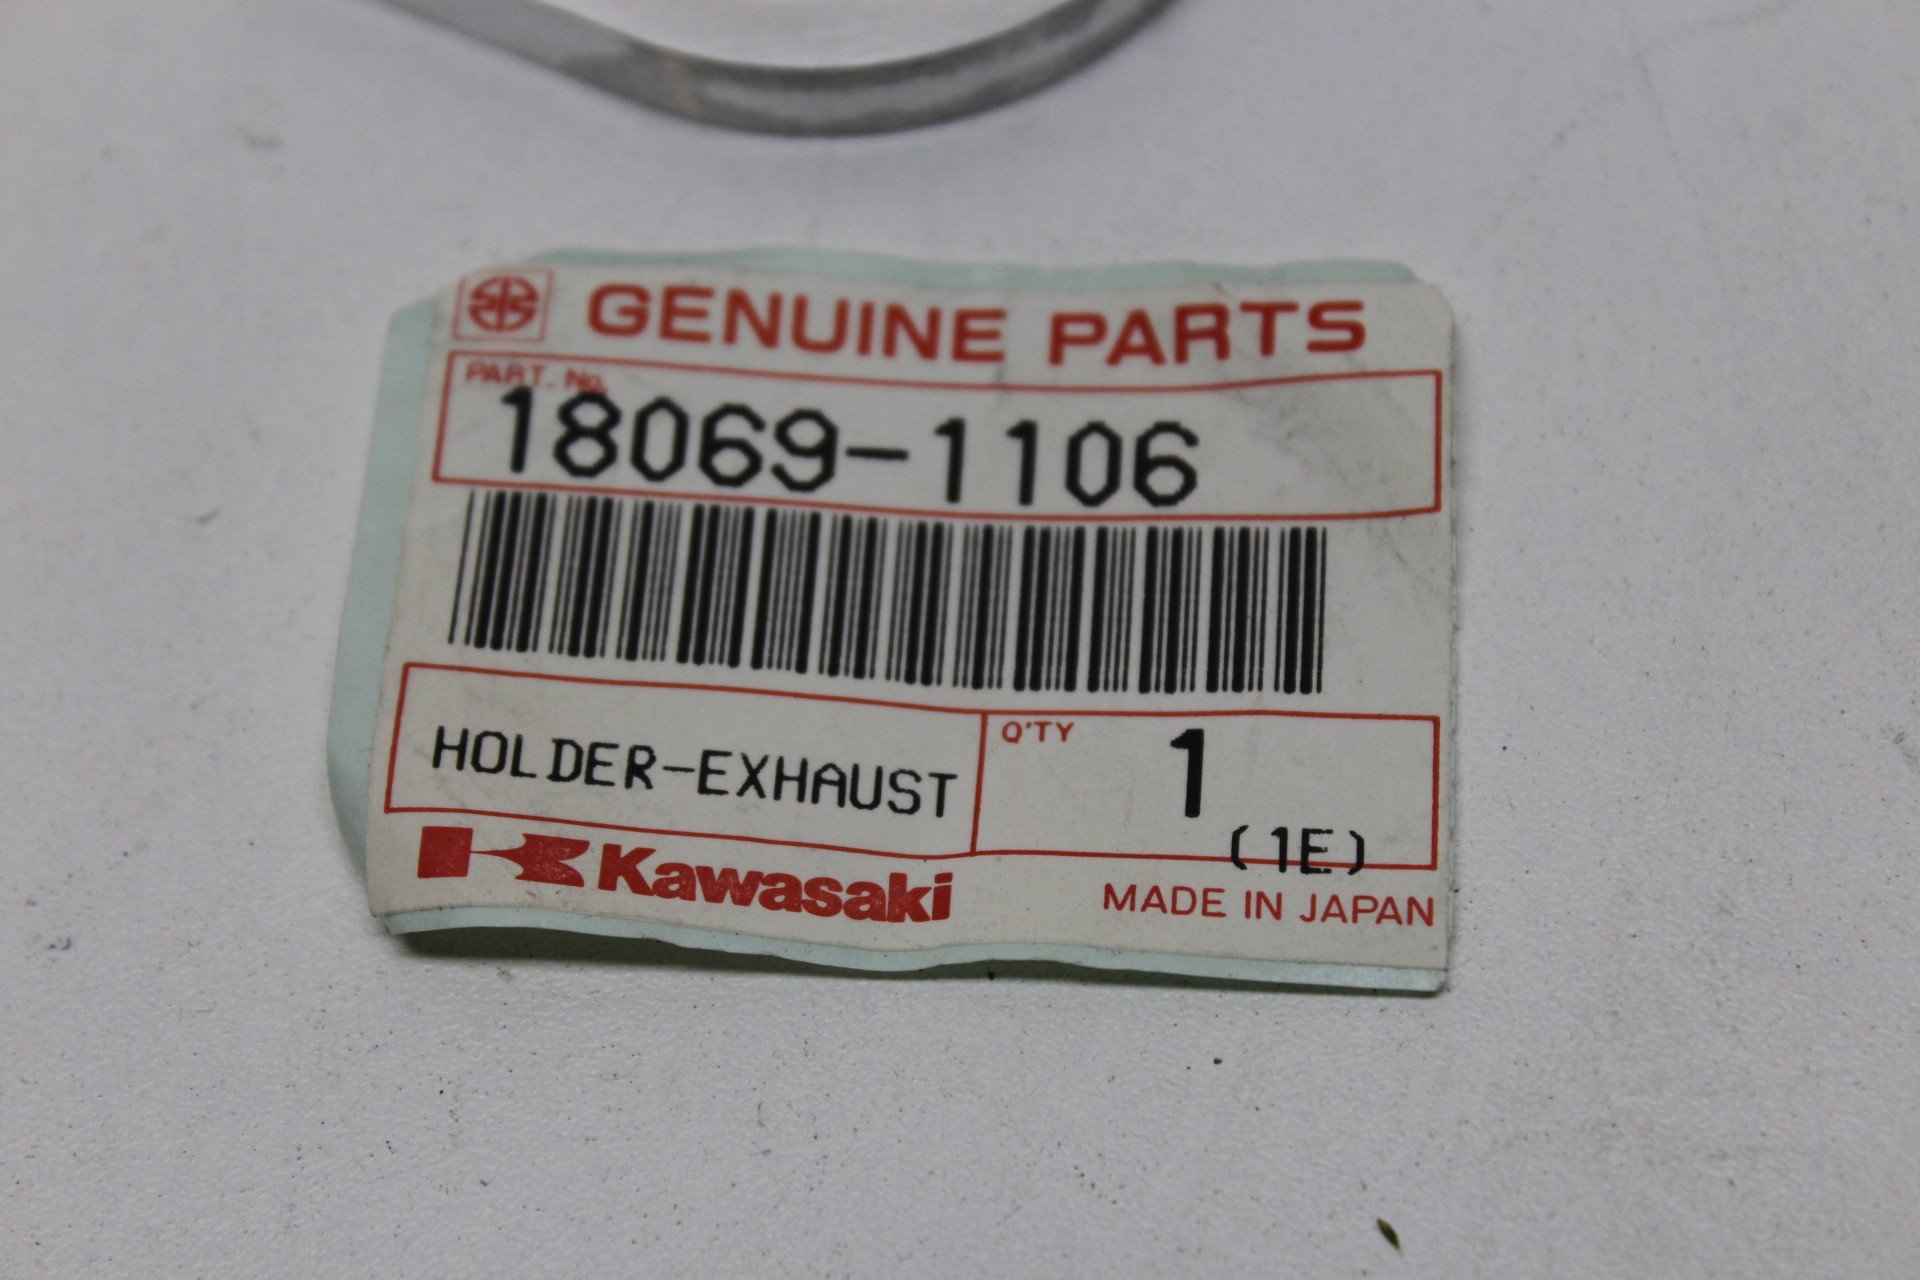 GENUINE PARTS
PART. No.
18069-1106
HOLDER-EXHAUST
Q'TY
1
(1E)
Kawasaki
MADE IN JAPAN